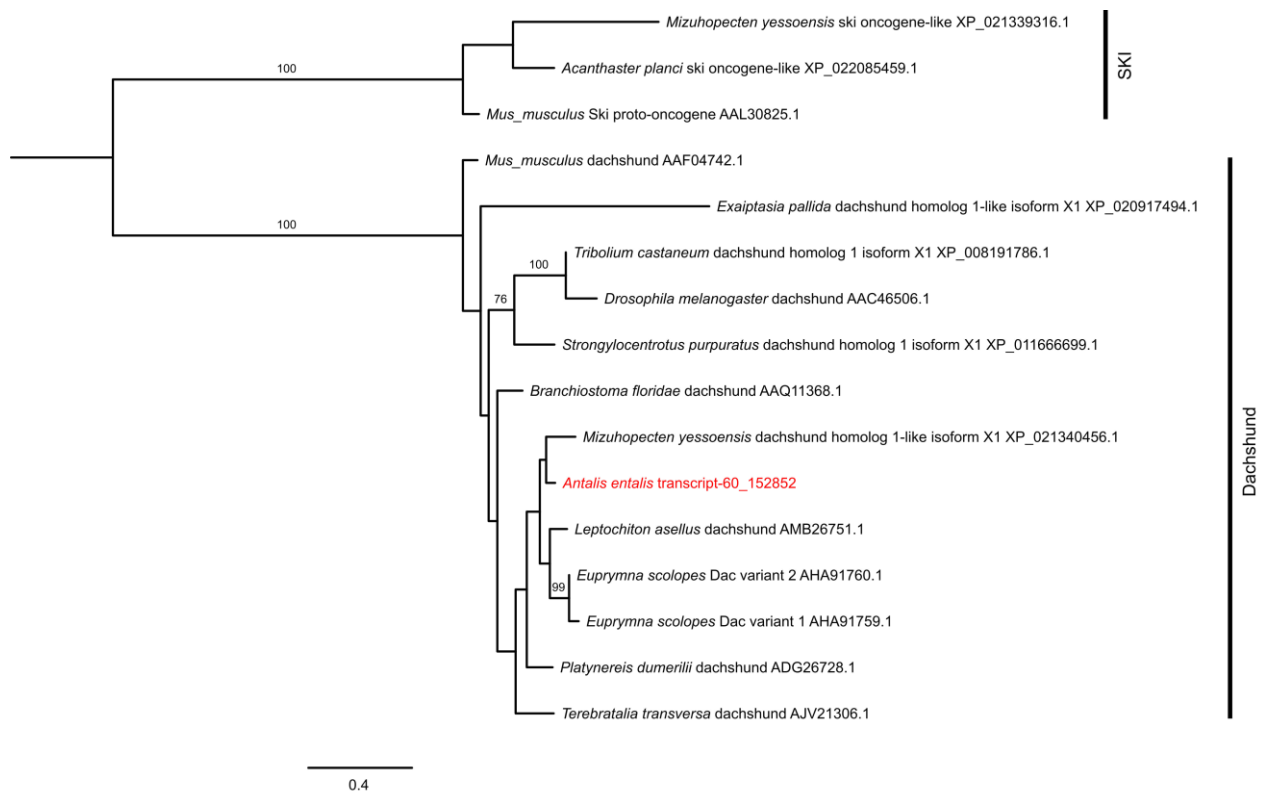 Mizuhopecten yessoensis ski oncogene-like XP_021339316.1
Acanthaster planci ski oncogene-like XP_022085459.1
SKI
100
Mus_musculus Ski proto-oncogene AAL30825.1
Mus_musculus dachshund AAF04742.1
Exaiptasia pallida dachshund homolog 1-like isoform X1 XP_020917494.1
100
Tribolium castaneum dachshund homolog 1 isoform X1 XP_008191786.1
100
Drosophila melanogaster dachshund AAC46506.1
76
Strongylocentrotus purpuratus dachshund homolog 1 isoform X1 XP_011666699.1
Branchiostoma floridae dachshund AAQ11368.1
Mizuhopecten yessoensis dachshund homolog 1-like isoform X1 XP_021340456.1
Dachshund
Antalis entalis transcript-60_152852
Leptochiton asellus dachshund AMB26751.1
Euprymna scolopes Dac variant 2 AHA91760.1
99
Euprymna scolopes Dac variant 1 AHA91759.1
Platynereis dumerilii dachshund ADG26728.1
Terebratalia transversa dachshund AJV21306.1
0.4